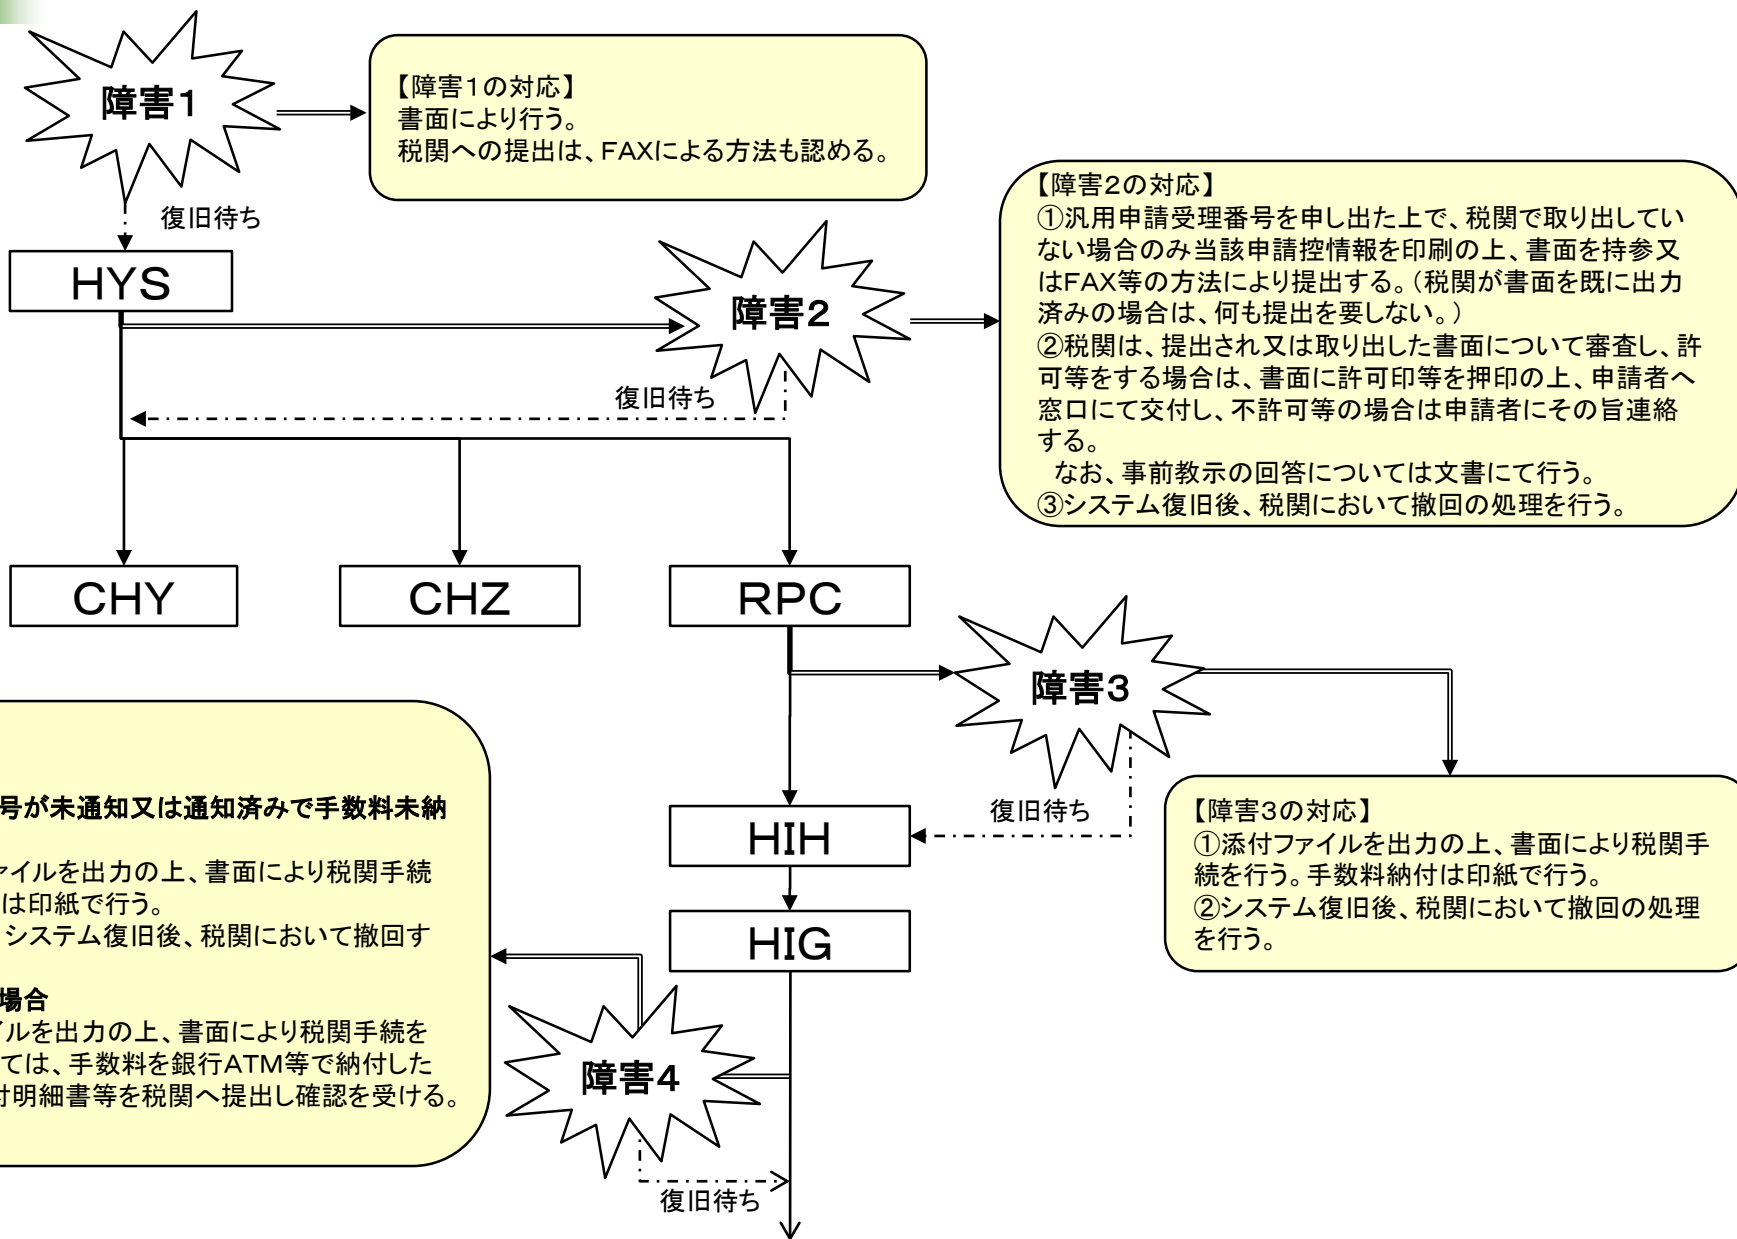 障害1
【障害1の対応】
書面により行う。
税関への提出は、FAXによる方法も認める。
復旧待ち
HYS
障害2
【障害2の対応】
①汎用申請受理番号を申し出た上で、税関で取り出してい
ない場合のみ当該申請控情報を印刷の上、書面を持参又
はFAX等の方法により提出する。（税関が書面を既に出力
済みの場合は、何も提出を要しない。）
②税関は、提出され又は取り出した書面について審査し、許
可等をする場合は、書面に許可印等を押印の上、申請者へ
窓口にて交付し、不許可等の場合は申請者にその旨連絡
する。
なお、事前教示の回答については文書にて行う。
③システム復旧後、税関において撤回の処理を行う。
復旧待ち
CHY
CHZ
RPC
障害3
復旧待ち
【障害3の対応】
①添付ファイルを出力の上、書面により税関手
続を行う。手数料納付は印紙で行う。
②システム復旧後、税関において撤回の処理
を行う。
HIH
HIG
号が未通知又は通知済みで手数料未納
ァイルを出力の上、書面により税関手続
は印紙で行う。
システム復旧後、税関において撤回す
場合
イルを出力の上、書面により税関手続を
ては、手数料を銀行ATM等で納付した
付明細書等を税関へ提出し確認を受ける。
障害4
復旧待ち